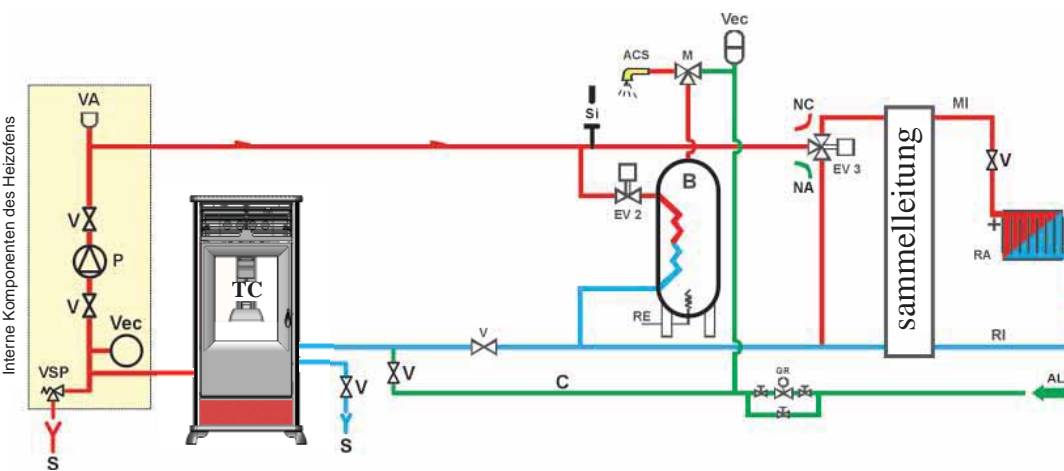 Interne Komponenten des Heizofens
VA
V
P
V
Vec
VSP
S
TC
V
S
V
V
C
Si
EV 2
ACS
M
Vec
B
RE
NC
NA
EV 3
sammelleitung
MI
V
+
RA
RI
GR
AL